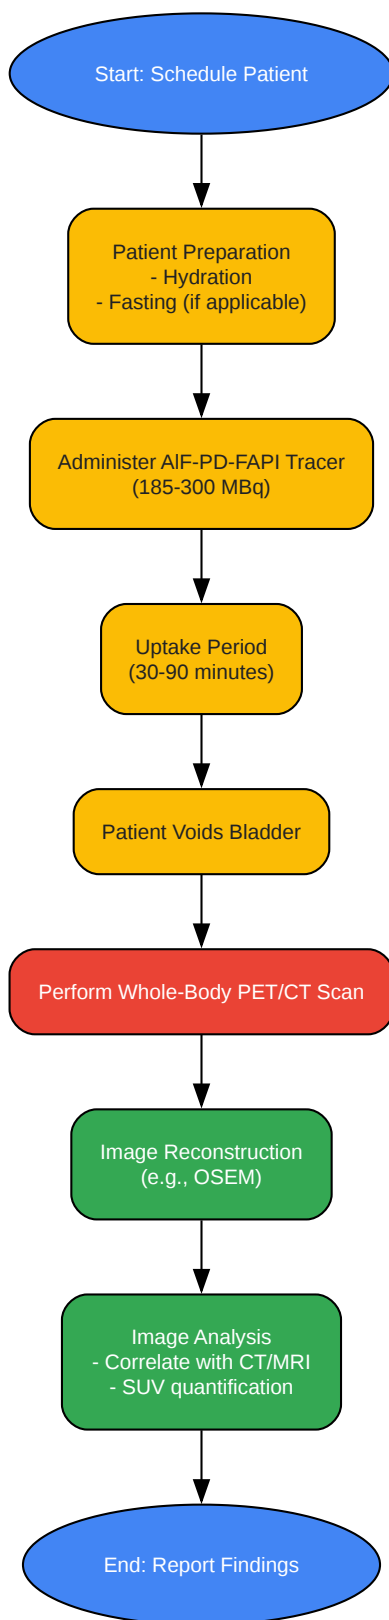 Start: Schedule Patient
Patient Preparation
- Hydration
- Fasting (if applicable)
Administer AlF-PD-FAPI Tracer
(185-300 MBq)
Uptake Period
(30-90 minutes)
Patient Voids Bladder
Perform Whole-Body PET/CT Scan
Image Reconstruction
(e.g., OSEM)
Image Analysis
- Correlate with CT/MRI
- SUV quantification
End: Report Findings